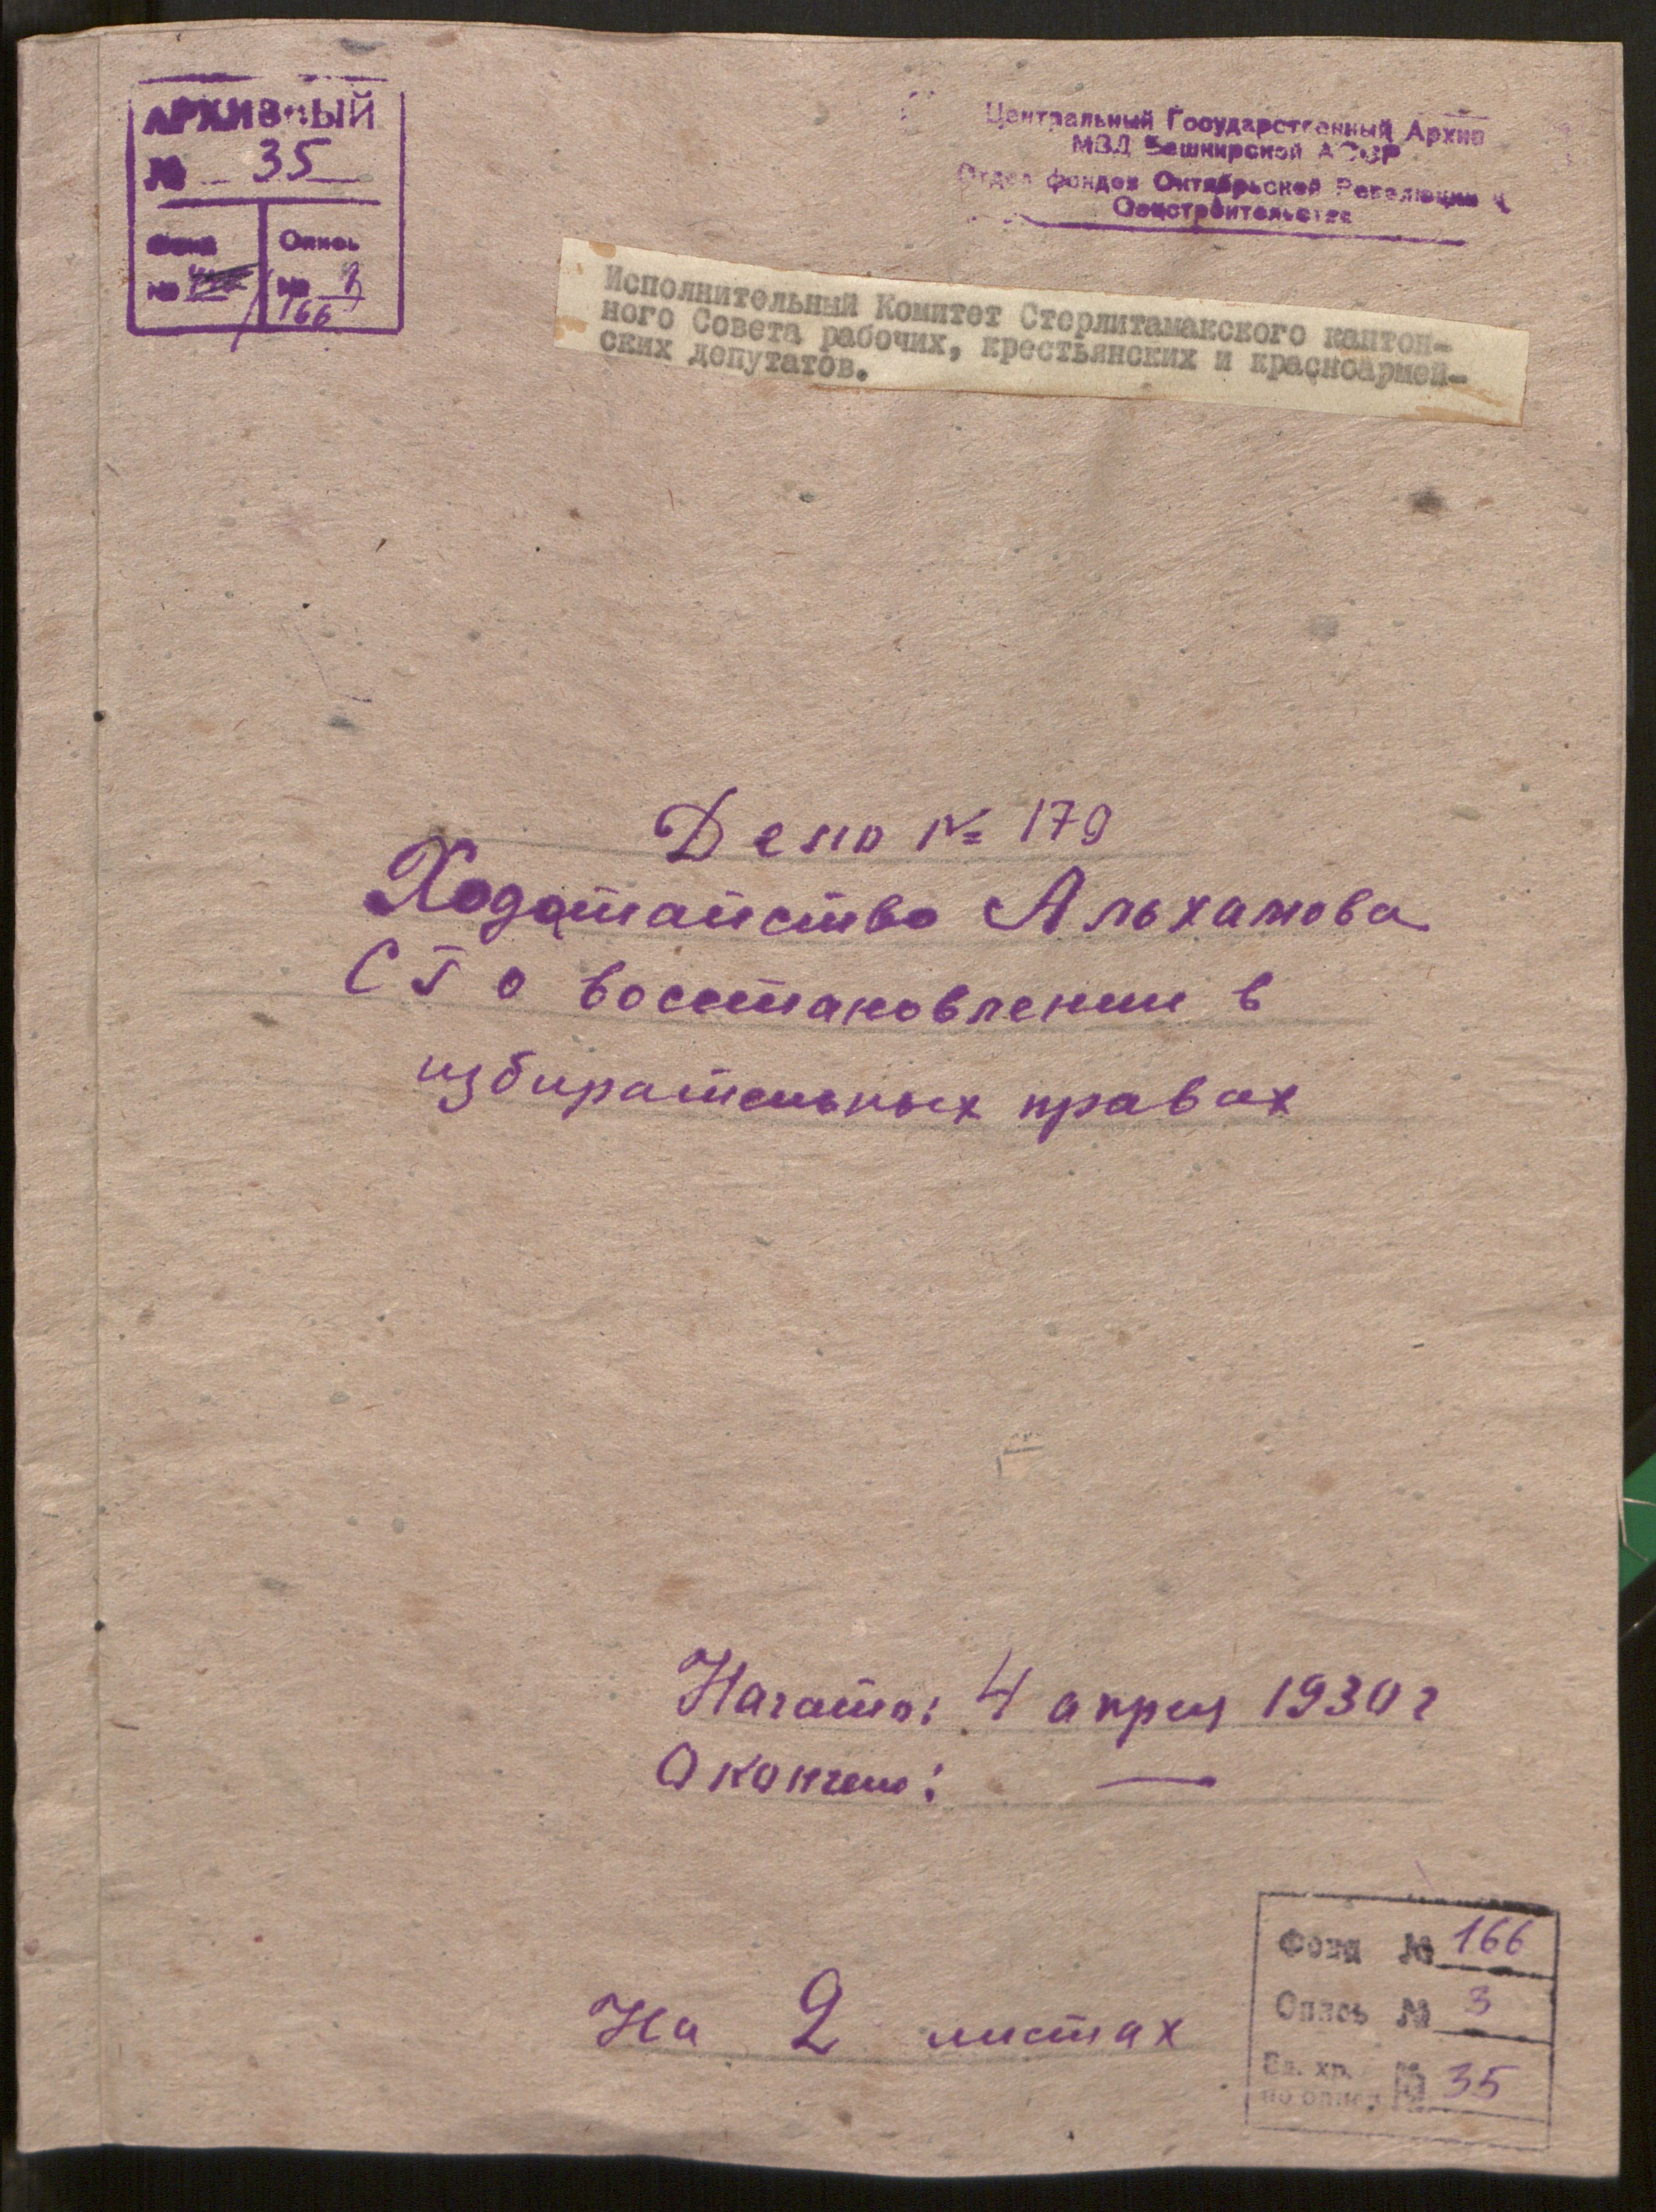 АРХИВНЫЙ
№ 35
Фонд Опись
№ № 3
166
Центральный Государственный Архив
МВД Башкирской АССР
Отдел фондов Октябрьской Революции и
Соцстроительства
Исполнительный Комитет Стерлитамакского кантон-
ного Совета рабочих, крестьянских и красноармей-
ских депутатов.
Дело № 179
Ходатайство Альхамова
С Г о восстановлении в
избирательных правах
Начато: 4 апреля 1930 г
Окончено: —
На 2 листах
Фонд № 166
Опись № 3
Ед. хр.
по описи № 35